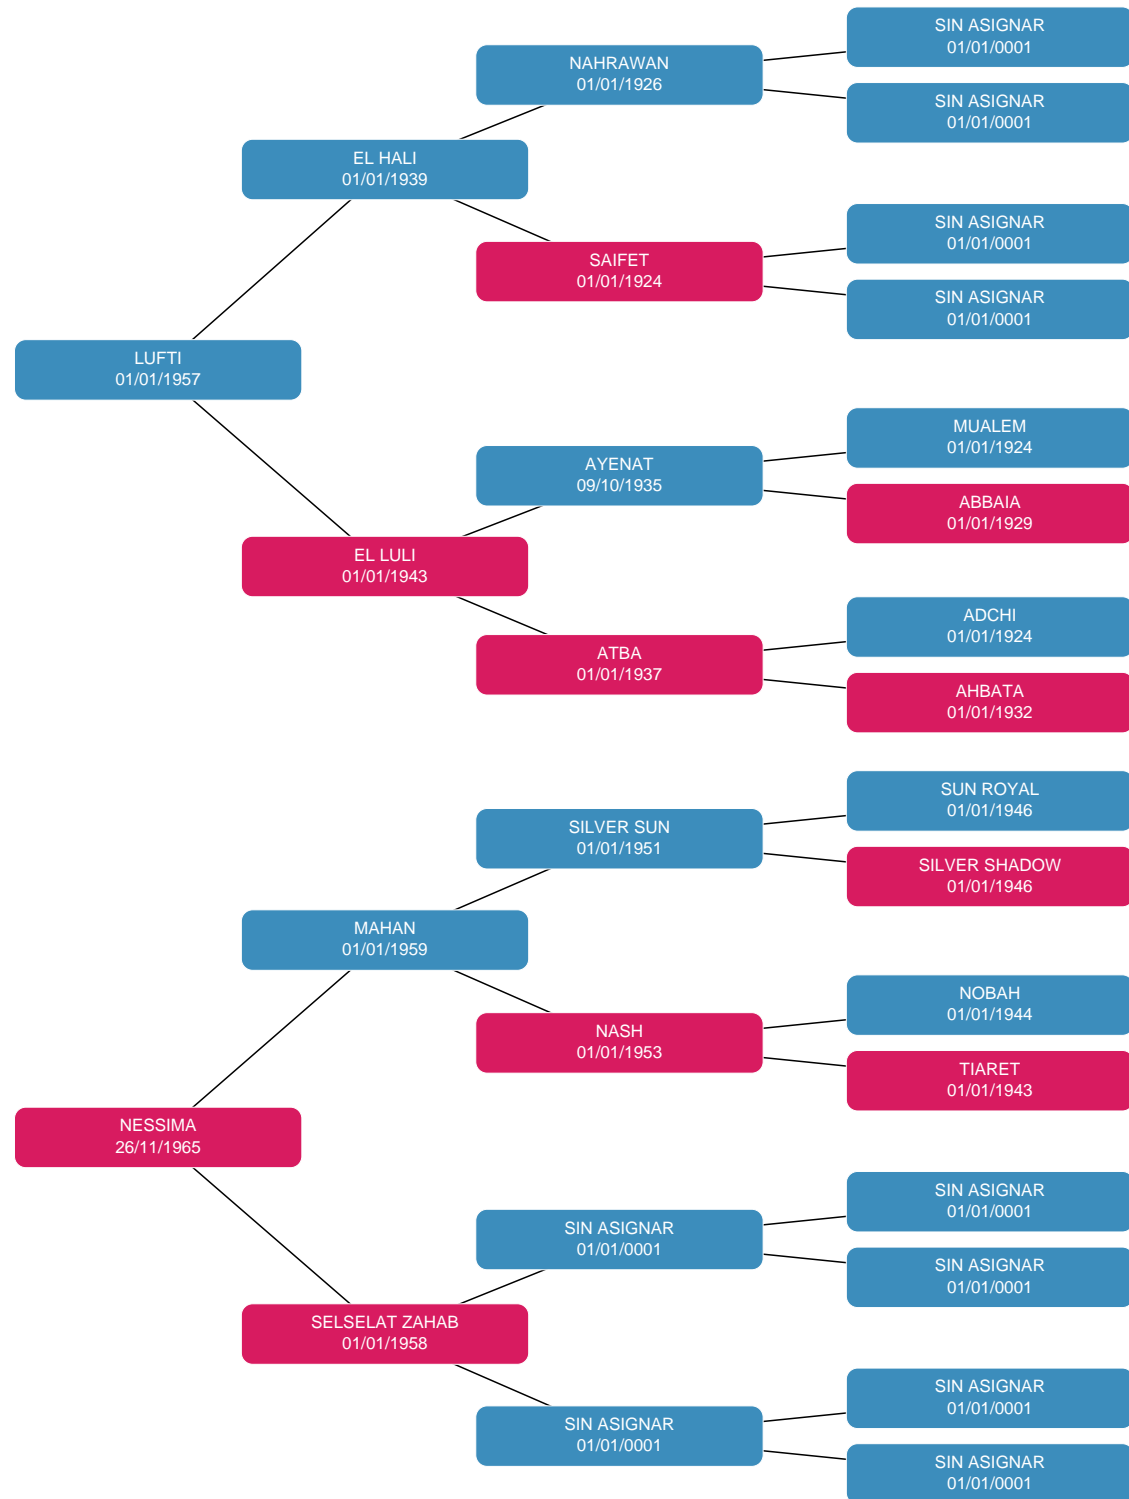 SIN ASIGNAR
01/01/0001
NAHRAWAN
01/01/1926
SIN ASIGNAR
01/01/0001
EL HALI
01/01/1939
SIN ASIGNAR
01/01/0001
SAIFET
01/01/1924
SIN ASIGNAR
01/01/0001
LUFTI
01/01/1957
MUALEM
01/01/1924
AYENAT
09/10/1935
ABBAIA
01/01/1929
EL LULI
01/01/1943
ADCHI
01/01/1924
ATBA
01/01/1937
AHBATA
01/01/1932
SUN ROYAL
01/01/1946
SILVER SUN
01/01/1951
SILVER SHADOW
01/01/1946
MAHAN
01/01/1959
NOBAH
01/01/1944
NASH
01/01/1953
TIARET
01/01/1943
NESSIMA
26/11/1965
SIN ASIGNAR
01/01/0001
SIN ASIGNAR
01/01/0001
SIN ASIGNAR
01/01/0001
SELSELAT ZAHAB
01/01/1958
SIN ASIGNAR
01/01/0001
SIN ASIGNAR
01/01/0001
SIN ASIGNAR
01/01/0001